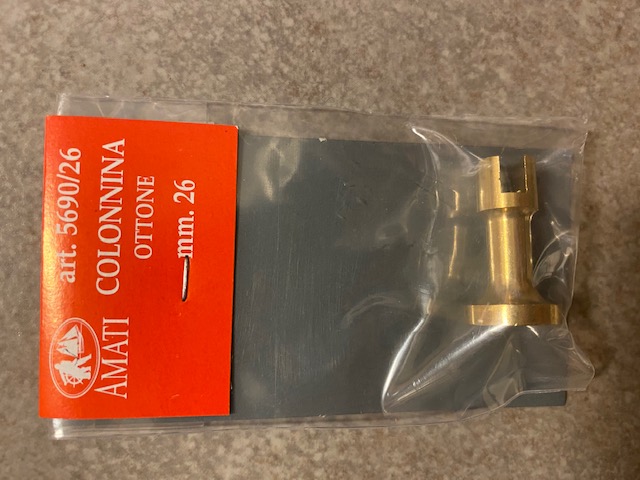 art. 5690/26
COLONNINA
OTTONE
mm. 26
AMATI